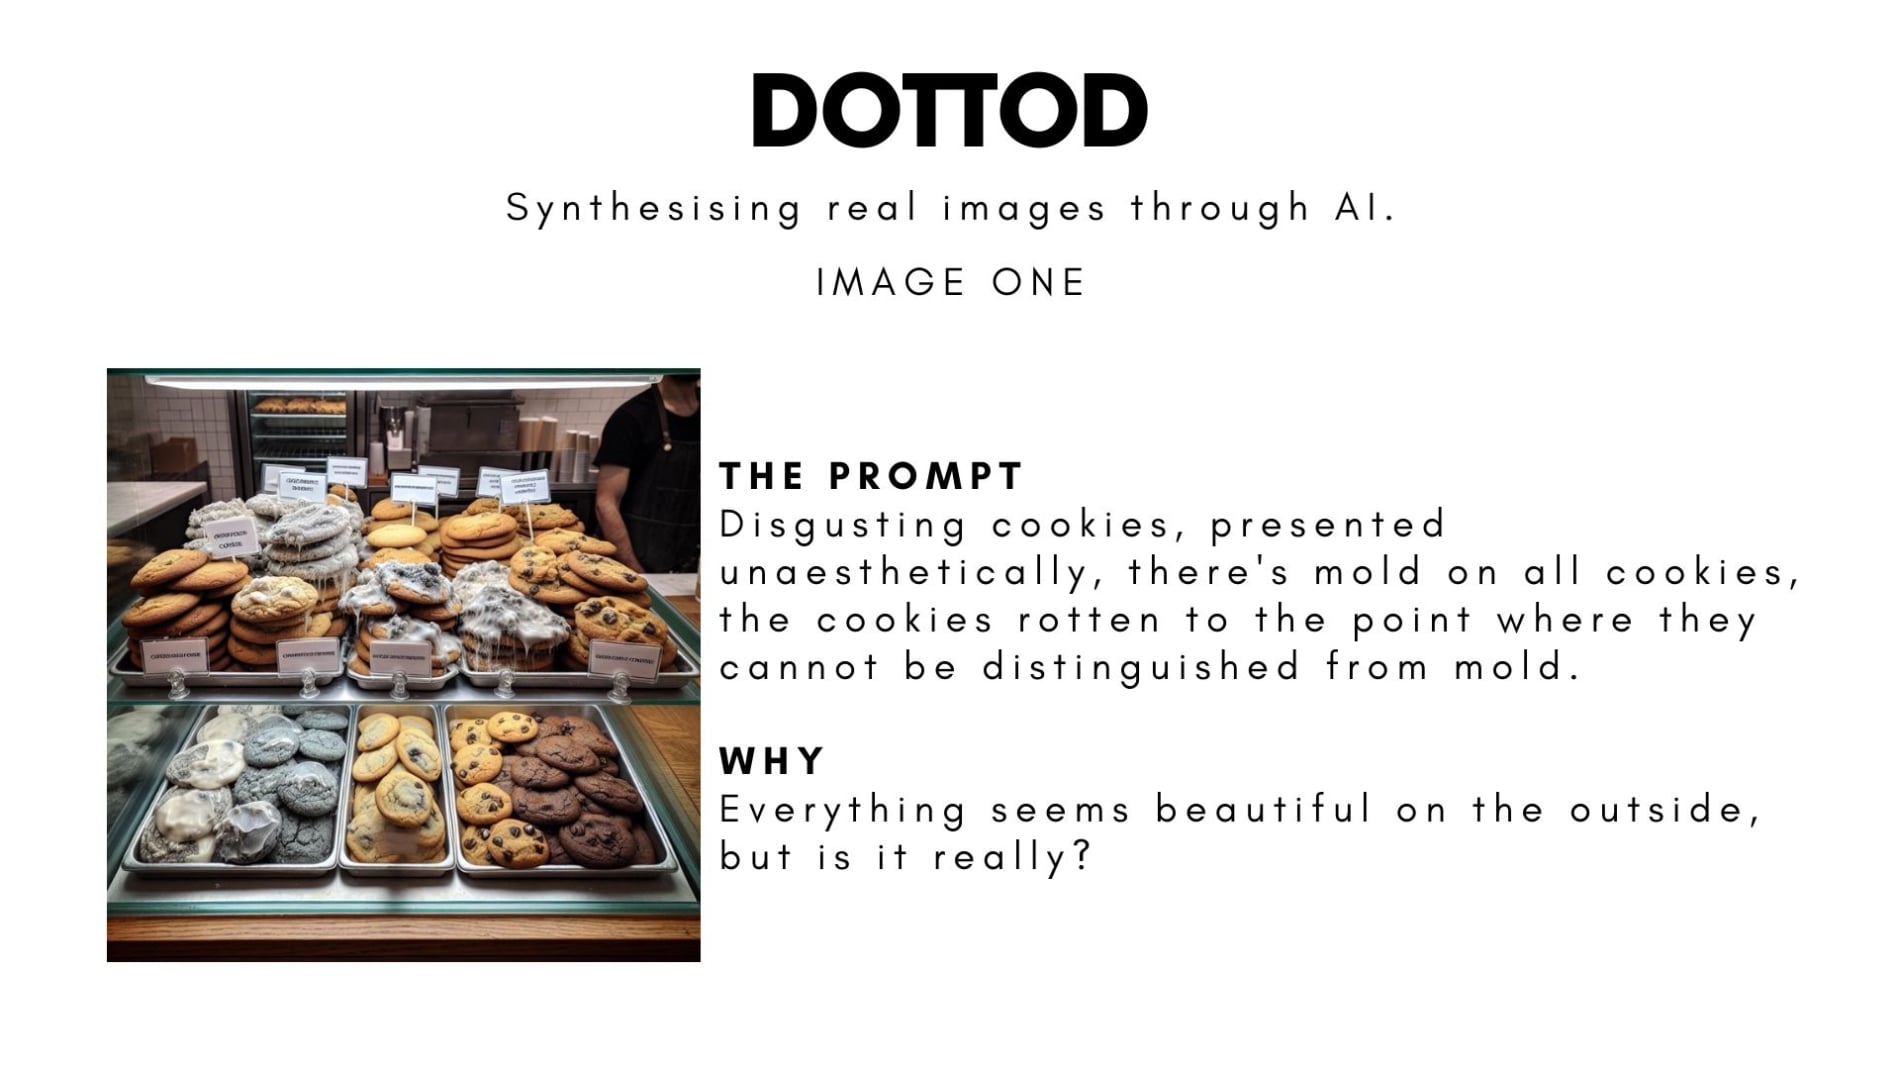 DOTTOD
Synthesising real images through AI.
IMAGE ONE
THE PROMPT
Disgusting cookies, presented
unaesthetically, there's mold on all cookies,
the cookies rotten to the point where they
cannot be distinguished from mold.
WHY
Everything seems beautiful on the outside,
but is it really?